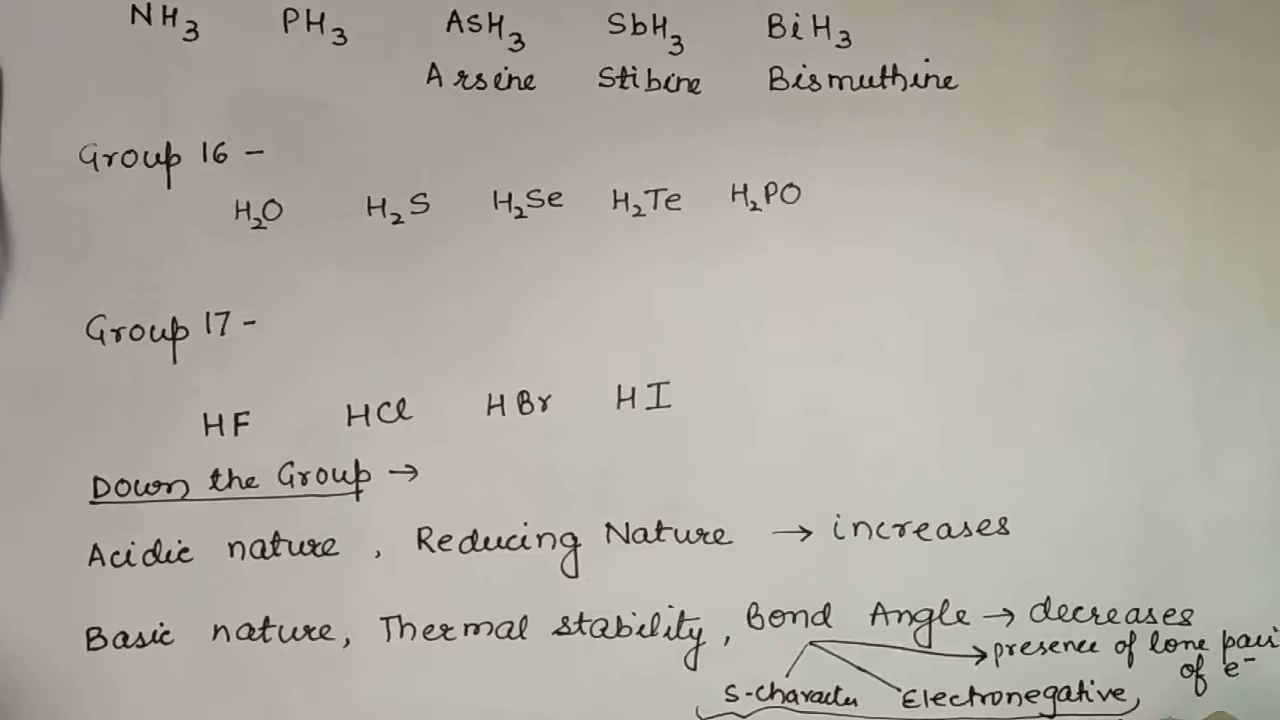 NH₃ PH₃ AsH₃ SbH₃ BiH₃
Arsine Stibine Bismuthine
Group 16 -
H₂O H₂S H₂Se H₂Te H₂PO
Group 17 -
HF HCl HBr HI
Down the Group →
Acidic nature, Reducing Nature → increases
Basic nature, Thermal stability, Bond Angle → decreases
→ presence of lone pair
of e⁻
S-character Electronegative,